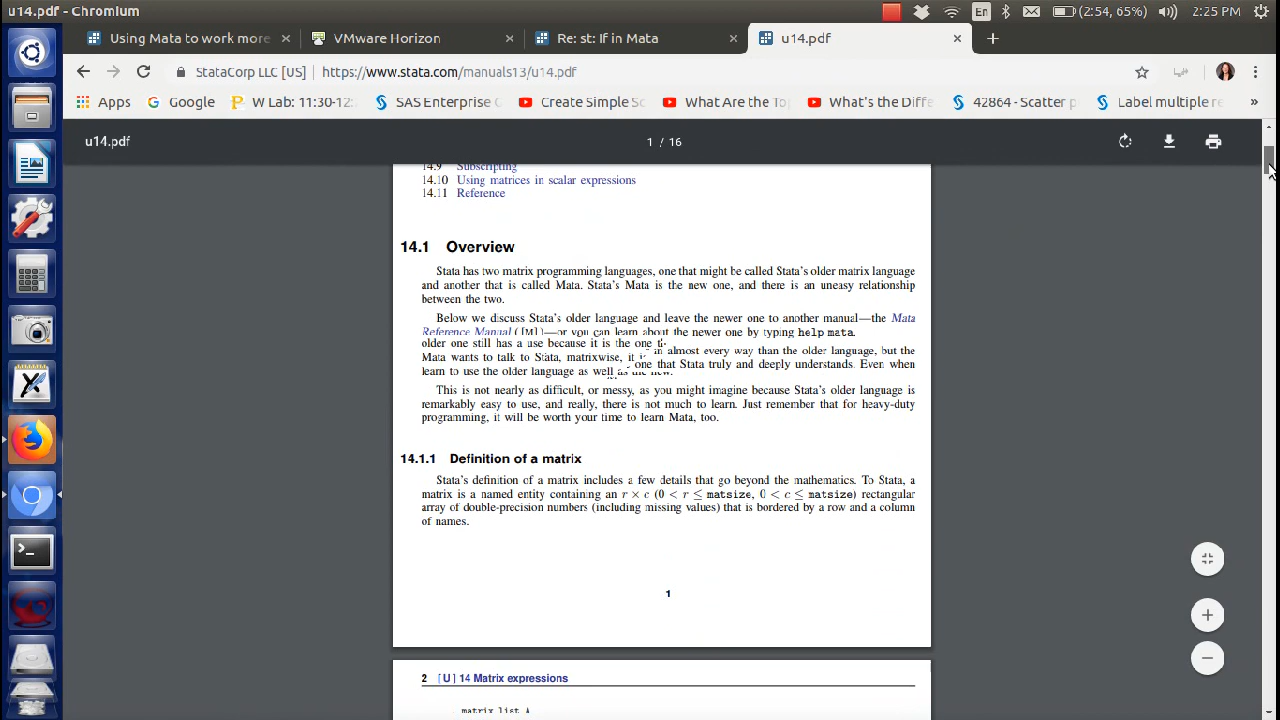 u14.pdf - Chromium
En
(2:54, 65%)
2:25 PM
Using Mata to work more
VMware Horizon
Re: st: If in Mata
u14.pdf
StataCorp LLC [US]
https://www.stata.com/manuals13/u14.pdf
Apps
Google
W Lab: 11:30-12:
SAS Enterprise
Create Simple
What Are the
What's the Diffe
42864 - Scatter
Label multiple
»
u14.pdf
1 / 16
14.9 Subscripting
14.10 Using matrices in scalar expressions
14.11 Reference
14.1 Overview
Stata has two matrix programming languages, one that might be called Stata's older matrix language
and another that is called Mata. Stata's Mata is the new one, and there is an uneasy relationship
between the two.
Below we discuss Stata's older language and leave the newer one to another manual—the Mata
Reference Manual ([M])—or you can learn about the newer one by typing help mata.
older one still has a use because it is the one
in almost every way than the older language, but the
Mata wants to talk to Stata, matrixwise, it
one that Stata truly and deeply understands. Even when
learn to use the older language as well as the new.
This is not nearly as difficult, or messy, as you might imagine because Stata's older language is
remarkably easy to use, and really, there is not much to learn. Just remember that for heavy-duty
programming, it will be worth your time to learn Mata, too.
14.1.1 Definition of a matrix
Stata's definition of a matrix includes a few details that go beyond the mathematics. To Stata, a
matrix is a named entity containing an r × c (0 < r ≤ matsize, 0 < c ≤ matsize) rectangular
array of double-precision numbers (including missing values) that is bordered by a row and a column
of names.
1
2 [U] 14 Matrix expressions
. matrix list A